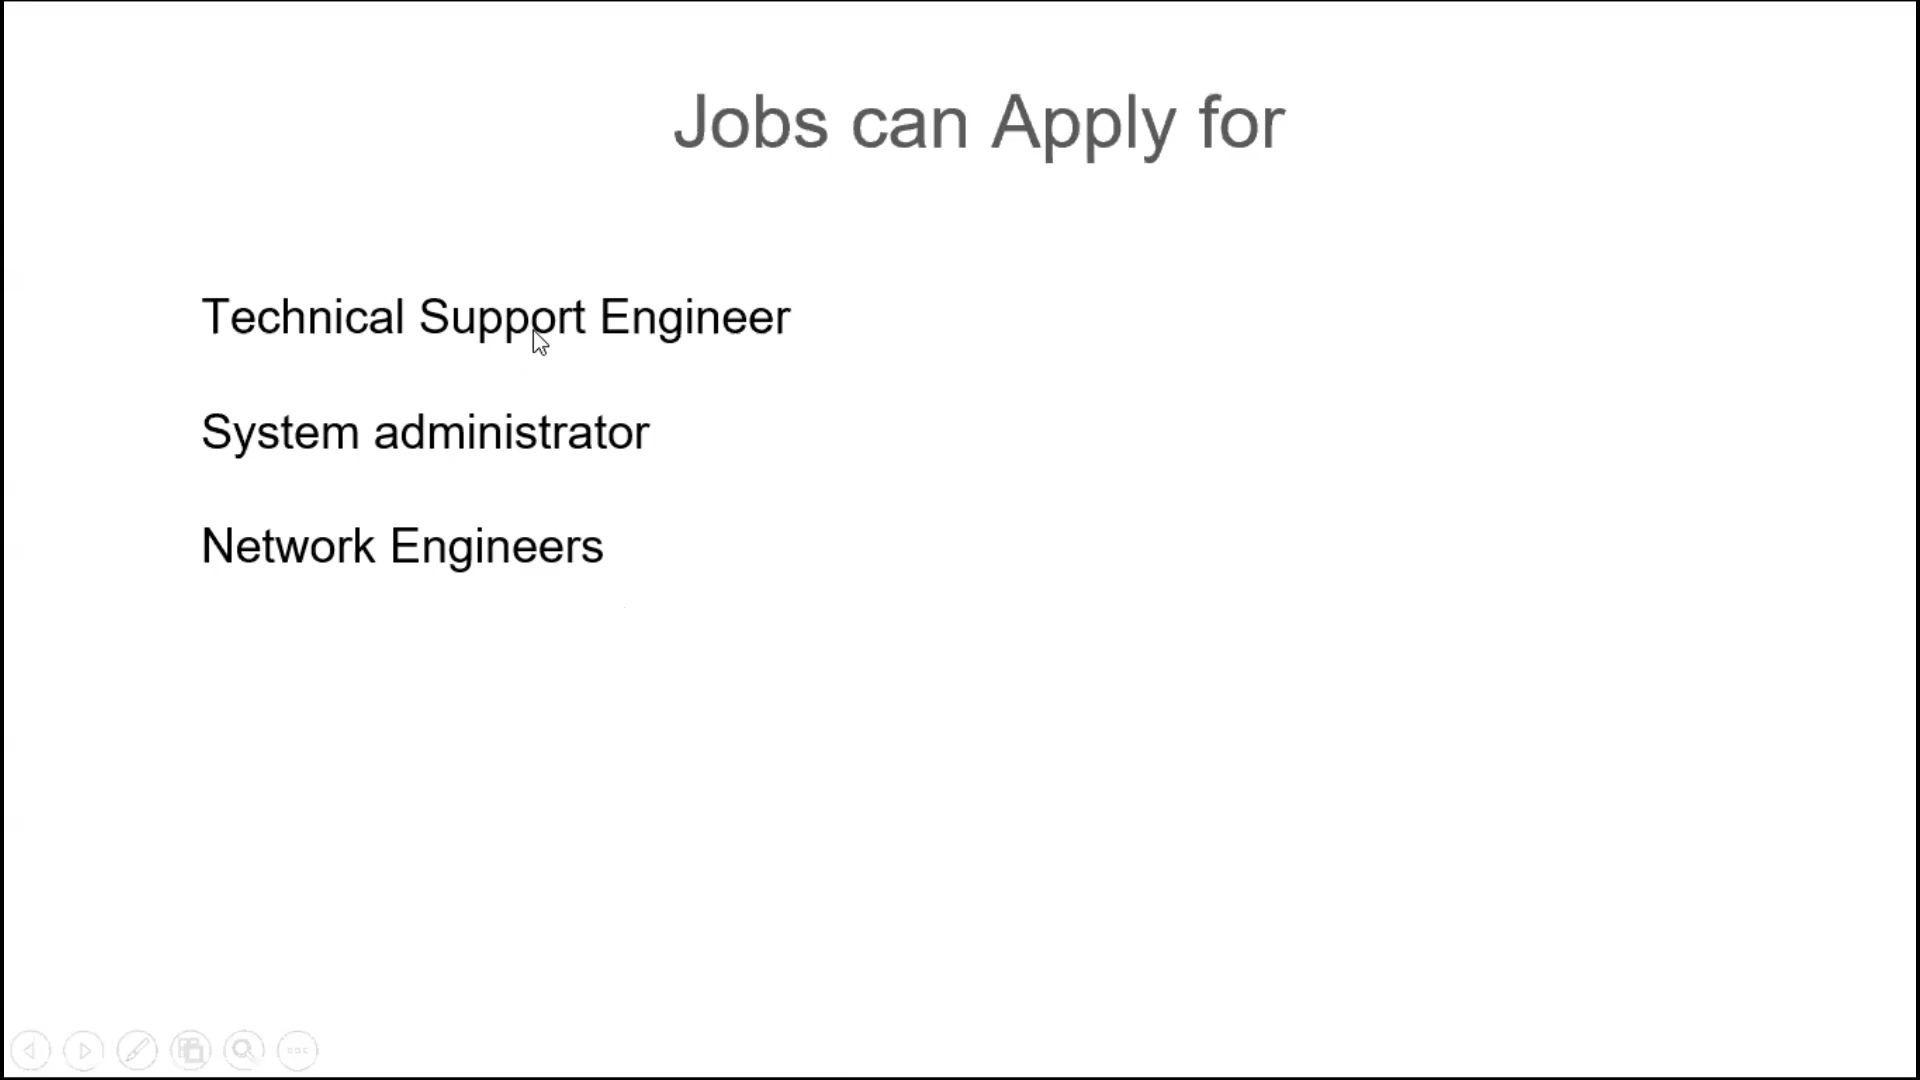 Jobs can Apply for
Technical Support Engineer
System administrator
Network Engineers